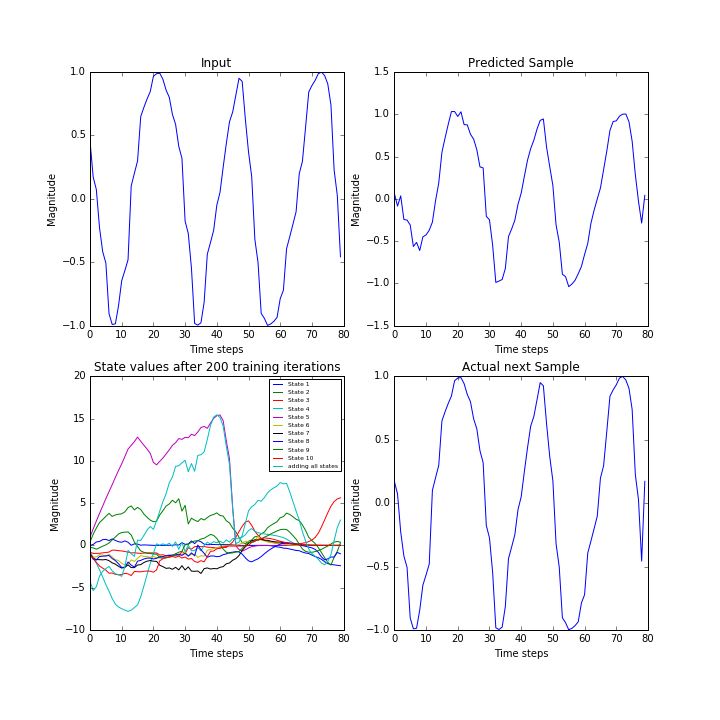 Input
1.0
0.5
0.0
−0.5
−1.0
Magnitude
0 10 20 30 40 50 60 70 80
Time steps
Predicted Sample
1.5
1.0
0.5
0.0
−0.5
−1.0
−1.5
Magnitude
0 10 20 30 40 50 60 70 80
Time steps
State values after 200 training iterations
20
15
10
5
0
−5
−10
Magnitude
State 1
State 2
State 3
State 4
State 5
State 6
State 7
State 8
State 9
State 10
adding all states
0 10 20 30 40 50 60 70 80
Time steps
Actual next Sample
1.0
0.5
0.0
−0.5
−1.0
Magnitude
0 10 20 30 40 50 60 70 80
Time steps